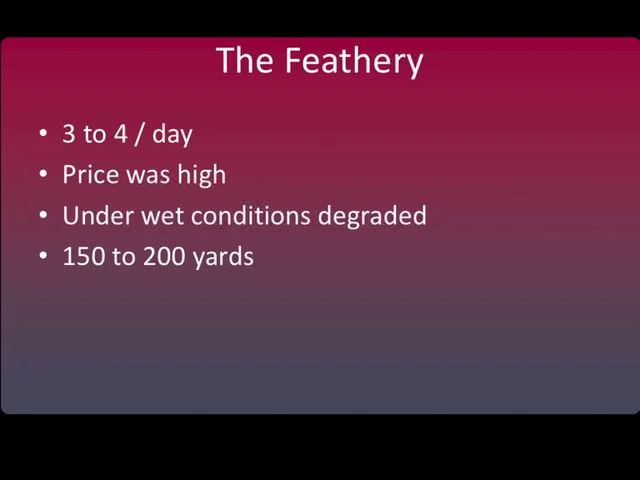 The Feathery
• 3 to 4 / day
• Price was high
• Under wet conditions degraded
• 150 to 200 yards